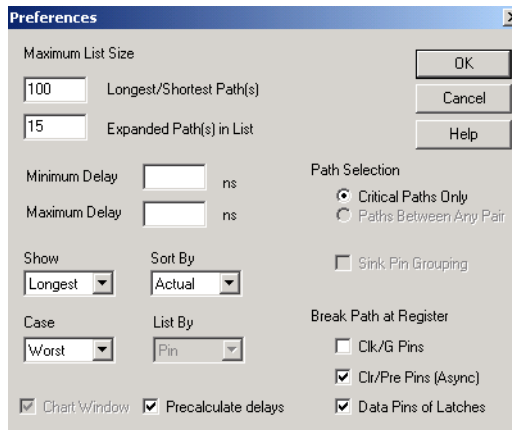 Preferences
Maximum List Size
OK
100 Longest/Shortest Path(s)
Cancel
15 Expanded Path(s) in List
Help
Minimum Delay ns
Path Selection
Critical Paths Only
Maximum Delay ns
Paths Between Any Pair
Show Sort By
Sink Pin Grouping
Longest Actual
Case List By
Break Path at Register
Worst Pin
Clk/G Pins
Clr/Pre Pins (Async)
Chart Window Precalculate delays
Data Pins of Latches